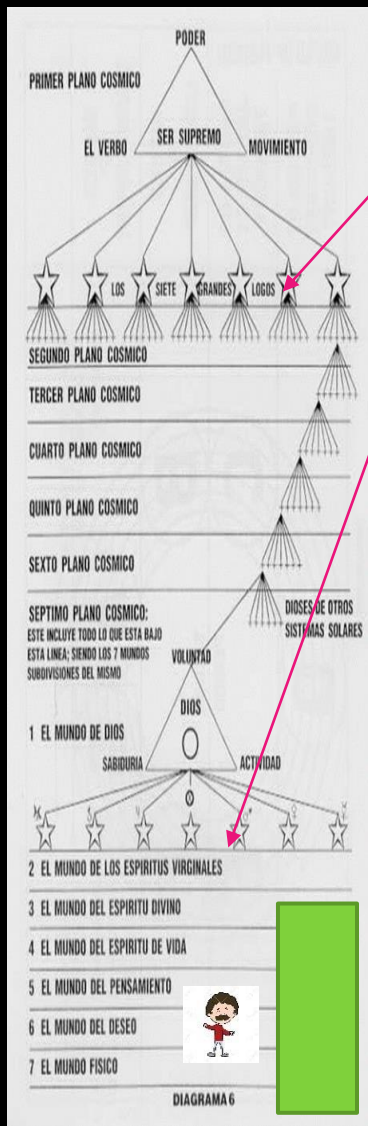 PODER
PRIMER PLANO COSMICO
EL VERBO SER SUPREMO MOVIMIENTO
LOS SIETE GRANDES LOGOS
SEGUNDO PLANO COSMICO
TERCER PLANO COSMICO
CUARTO PLANO COSMICO
QUINTO PLANO COSMICO
SEXTO PLANO COSMICO
SEPTIMO PLANO COSMICO:
ESTE INCLUYE TODO LO QUE ESTA BAJO
ESTA LINEA; SIENDO LOS 7 MUNDOS
SUBDIVISIONES DEL MISMO
DIOSES DE OTROS
SISTEMAS SOLARES
VOLUNTAD
DIOS
1 EL MUNDO DE DIOS
SABIDURIA ACTIVIDAD
2 EL MUNDO DE LOS ESPIRITUS VIRGINALES
3 EL MUNDO DEL ESPIRITU DIVINO
4 EL MUNDO DEL ESPIRITU DE VIDA
5 EL MUNDO DEL PENSAMIENTO
6 EL MUNDO DEL DESEO
7 EL MUNDO FISICO
DIAGRAMA 6